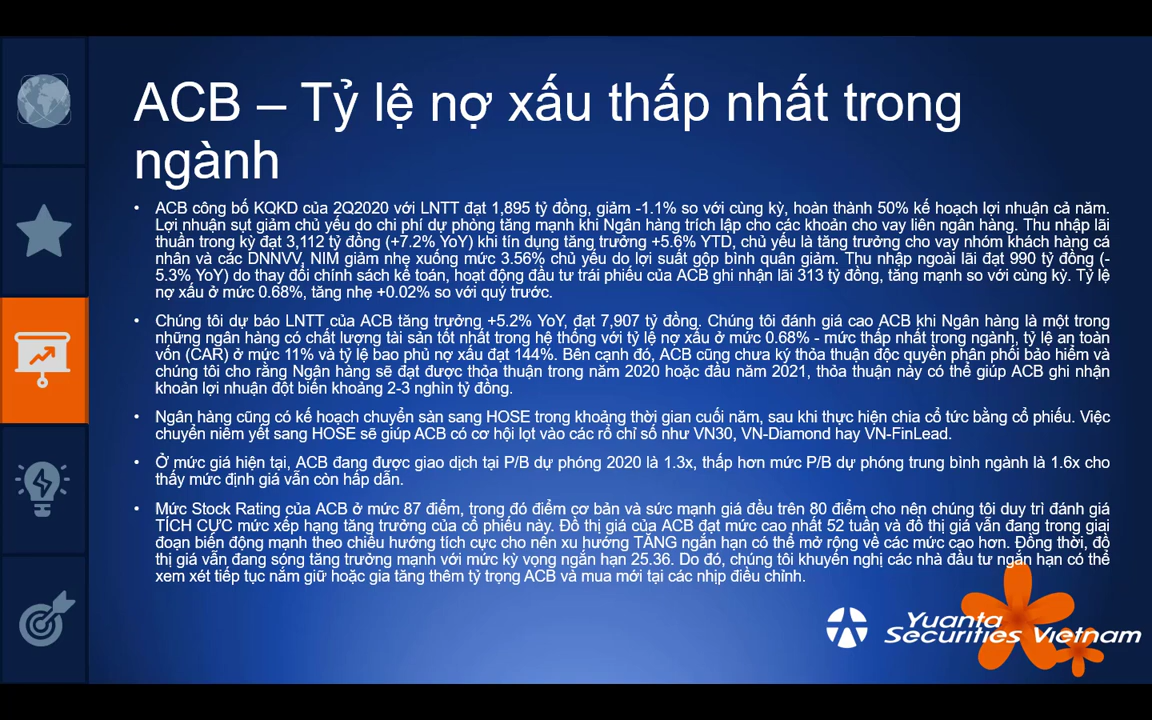 ACB – Tỷ lệ nợ xấu thấp nhất trong
ngành
• ACB công bố KQKD của 2Q2020 với LNTT đạt 1,895 tỷ đồng, giảm -1.1% so với cùng kỳ, hoàn thành 50% kế hoạch lợi nhuận cả năm.
Lợi nhuận sụt giảm chủ yếu do chi phí dự phòng tăng mạnh khi Ngân hàng trích lập cho các khoản cho vay liên ngân hàng. Thu nhập lãi
thuần trong kỳ đạt 3,112 tỷ đồng (+7.2% YoY) khi tín dụng tăng trưởng +5.6% YTD, chủ yếu là tăng trưởng cho vay nhóm khách hàng cá
nhân và các DNNVV, NIM giảm nhẹ xuống mức 3.56% chủ yếu do lợi suất gộp bình quân giảm. Thu nhập ngoài lãi đạt 990 tỷ đồng (-
5.3% YoY) do thay đổi chính sách kế toán, hoạt động đầu tư trái phiếu của ACB ghi nhận lãi 313 tỷ đồng, tăng mạnh so với cùng kỳ. Tỷ lệ
nợ xấu ở mức 0.68%, tăng nhẹ +0.02% so với quý trước.
• Chúng tôi dự báo LNTT của ACB tăng trưởng +5.2% YoY, đạt 7,907 tỷ đồng. Chúng tôi đánh giá cao ACB khi Ngân hàng là một trong
những ngân hàng có chất lượng tài sản tốt nhất trong hệ thống với tỷ lệ nợ xấu ở mức 0.68% - mức thấp nhất trong ngành, tỷ lệ an toàn
vốn (CAR) ở mức 11% và tỷ lệ bao phủ nợ xấu đạt 144%. Bên cạnh đó, ACB cũng chưa ký thỏa thuận độc quyền phân phối bảo hiểm và
chúng tôi cho rằng Ngân hàng sẽ đạt được thỏa thuận trong năm 2020 hoặc đầu năm 2021, thỏa thuận này có thể giúp ACB ghi nhận
khoản lợi nhuận đột biến khoảng 2-3 nghìn tỷ đồng.
• Ngân hàng cũng có kế hoạch chuyển sàn sang HOSE trong khoảng thời gian cuối năm, sau khi thực hiện chia cổ tức bằng cổ phiếu. Việc
chuyển niêm yết sang HOSE sẽ giúp ACB có cơ hội lọt vào các rổ chỉ số như VN30, VN-Diamond hay VN-FinLead.
• Ở mức giá hiện tại, ACB đang được giao dịch tại P/B dự phóng 2020 là 1.3x, thấp hơn mức P/B dự phóng trung bình ngành là 1.6x cho
thấy mức định giá vẫn còn hấp dẫn.
• Mức Stock Rating của ACB ở mức 87 điểm, trong đó điểm cơ bản và sức mạnh giá đều trên 80 điểm cho nên chúng tôi duy trì đánh giá
TÍCH CỰC mức xếp hạng tăng trưởng của cổ phiếu này. Đồ thị giá của ACB đạt mức cao nhất 52 tuần và đồ thị giá vẫn đang trong giai
đoạn biến động mạnh theo chiều hướng tích cực cho nên xu hướng TĂNG ngắn hạn có thể mở rộng về các mức cao hơn. Đồng thời, đồ
thị giá vẫn đang sóng tăng trưởng mạnh với mức kỳ vọng ngắn hạn 25.36. Do đó, chúng tôi khuyến nghị các nhà đầu tư ngắn hạn có thể
xem xét tiếp tục nắm giữ hoặc gia tăng thêm tỷ trọng ACB và mua mới tại các nhịp điều chỉnh.
Yuanta
Securities Vietnam